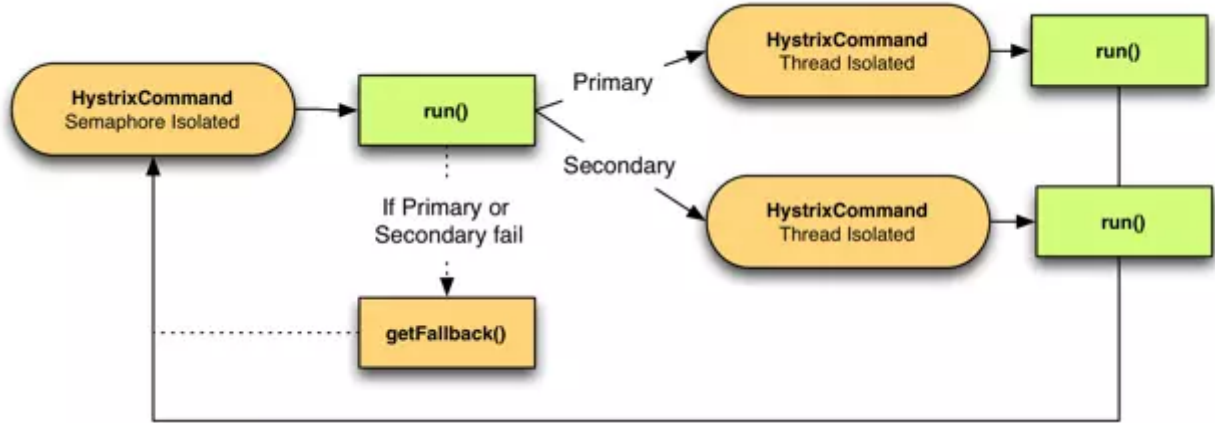 HystrixCommand
Semaphore Isolated
run()
Primary
HystrixCommand
Thread Isolated
run()
Secondary
HystrixCommand
Thread Isolated
run()
If Primary or
Secondary fail
getFallback()